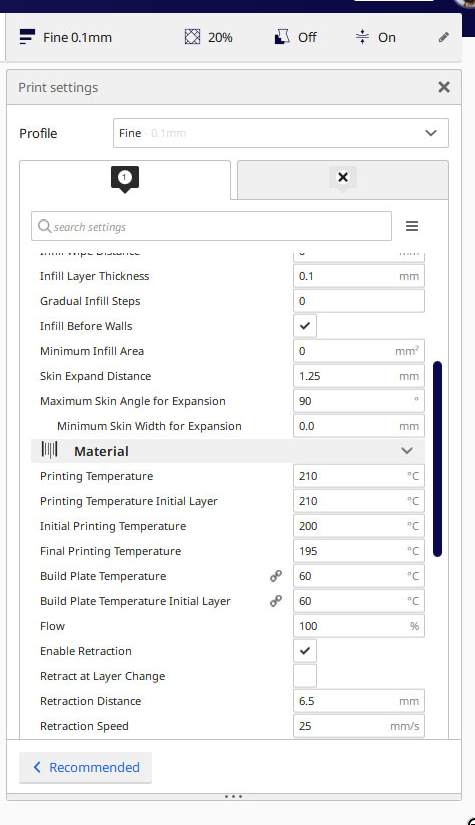 Fine 0.1mm 20% Off On
Print settings
Profile Fine - 0.1mm
1
search settings
Infill Wipe Distance 0 mm
Infill Layer Thickness 0.1 mm
Gradual Infill Steps 0
Infill Before Walls
Minimum Infill Area 0 mm²
Skin Expand Distance 1.25 mm
Maximum Skin Angle for Expansion 90 °
Minimum Skin Width for Expansion 0.0 mm
Material
Printing Temperature 210 °C
Printing Temperature Initial Layer 210 °C
Initial Printing Temperature 200 °C
Final Printing Temperature 195 °C
Build Plate Temperature 60 °C
Build Plate Temperature Initial Layer 60 °C
Flow 100 %
Enable Retraction
Retract at Layer Change
Retraction Distance 6.5 mm
Retraction Speed 25 mm/s
Recommended